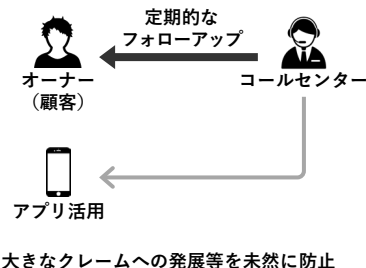 定期的な
フォローアップ
オーナー
（顧客）
コールセンター
アプリ活用
大きなクレームへの発展等を未然に防止